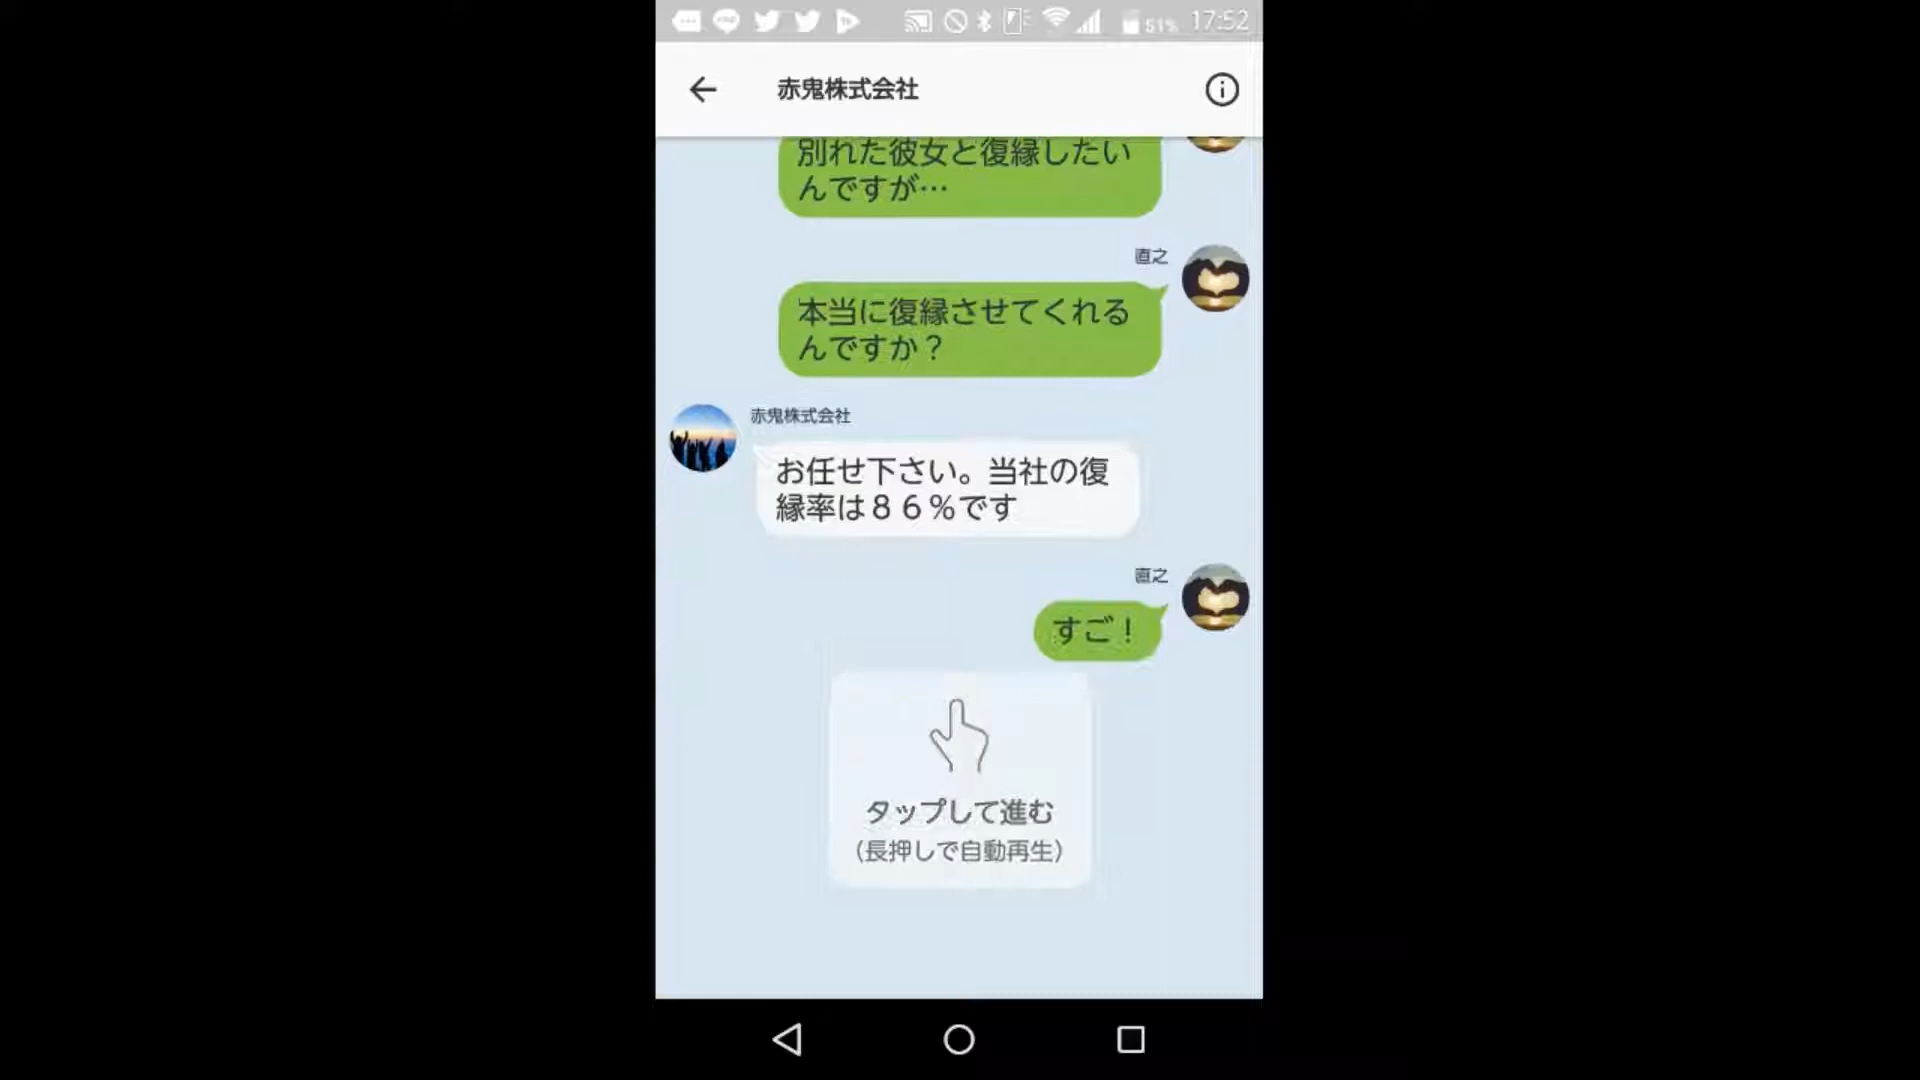 51% 17:52
赤鬼株式会社
別れた彼女と復縁したい
んですが…
直之
本当に復縁させてくれる
んですか？
赤鬼株式会社
お任せ下さい。当社の復
縁率は８６％です
直之
すご！
タップして進む
（長押しで自動再生）